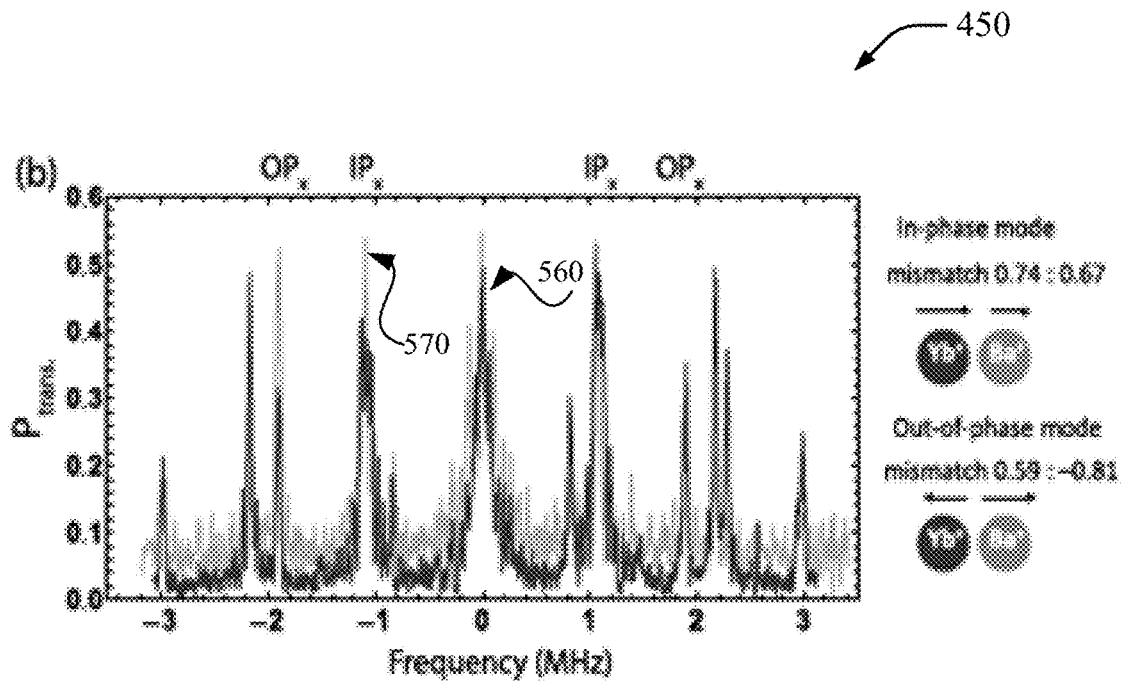 450
(b)
OPx IPx IPx OPx
0.6
0.5
0.4
0.3
0.2
0.1
0.0
Ptrans.
560
570
−3 −2 −1 0 1 2 3
Frequency (MHz)
In-phase mode
mismatch 0.74 : 0.67
Yb⁺
Out-of-phase mode
mismatch 0.59 : −0.81
Yb⁺